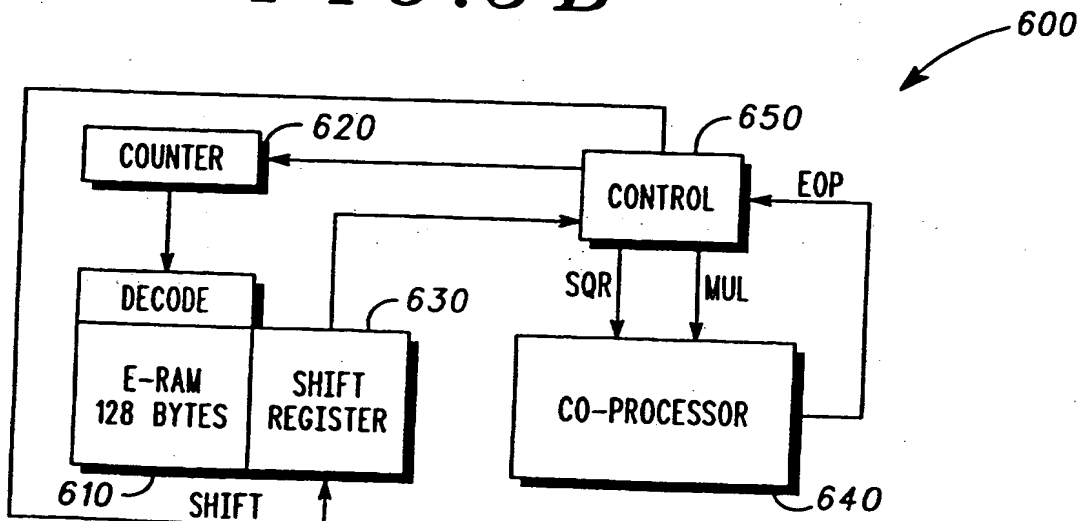 600
620
650
COUNTER
CONTROL
EOP
DECODE
630
SQR
MUL
E-RAM
128 BYTES
SHIFT
REGISTER
CO-PROCESSOR
610
SHIFT
640